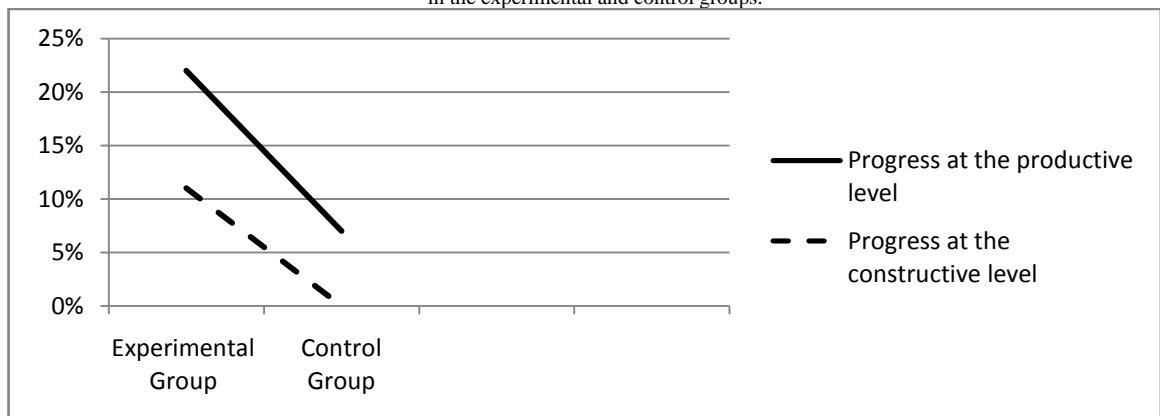 in the experimental and control groups.
25%
20%
15%
10%
5%
0%
Experimental
Group
Control
Group
Progress at the productive
level
Progress at the
constructive level